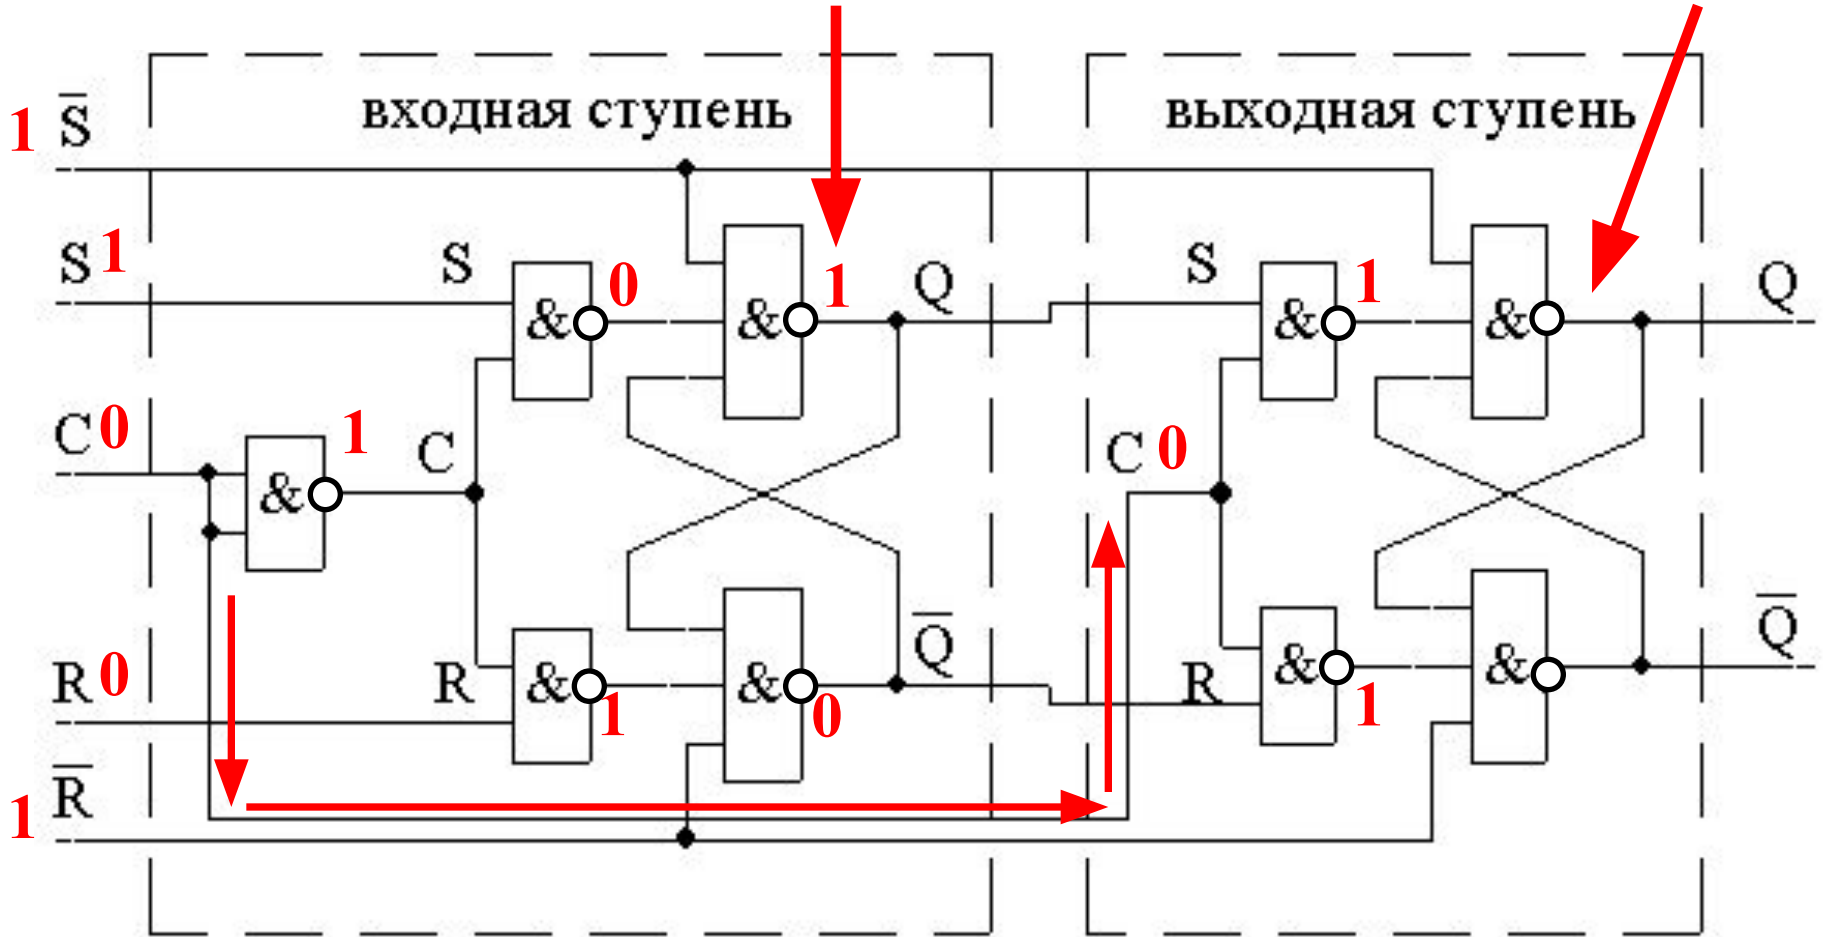 входная ступень
выходная ступень
1 S̅
S 1
S
0
1
Q
S
1
Q
C 0
1
C
C 0
R 0
R
1
Q̅
0
R
1
Q̅
1 R̅
&
&
&
&
&
&
&
&
&